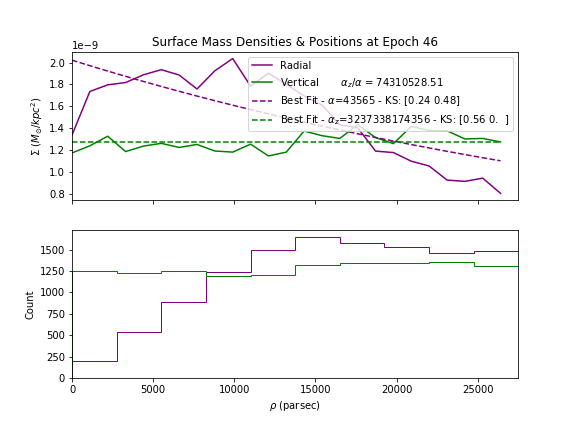 Surface Mass Densities & Positions at Epoch 46
1e−9
2.0
1.8
1.6
1.4
1.2
1.0
0.8
Σ (M⊙/kpc²)
Radial
Vertical αz/α = 74310528.51
Best Fit - α=43565 - KS: [0.24 0.48]
Best Fit - αz=3237338174356 - KS: [0.56 0. ]
1500
1250
1000
750
500
250
0
Count
0 5000 10000 15000 20000 25000
ρ (parsec)